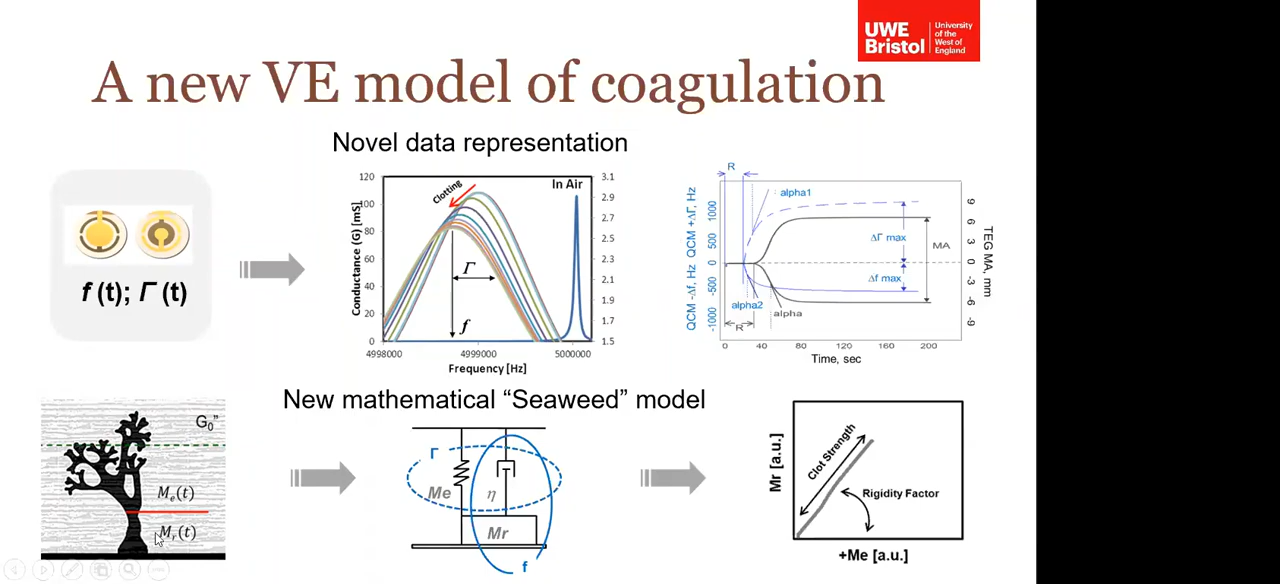 UWE
Bristol
University
of the
West of
England
A new VE model of coagulation
Novel data representation
f (t); Γ (t)
120
100
80
60
40
20
0
Conductance (G) [mS]
Clotting
In Air
Γ
f
3.1
2.9
2.7
2.5
2.3
2.1
1.9
1.7
1.5
4998000
4999000
5000000
Frequency [Hz]
R
alpha1
QCM -Δf, Hz QCM +ΔΓ, Hz
1000
500
0
-500
-1000
ΔΓ max
MA
Δf max
alpha2
alpha
R
9
6
3
0
-3
-6
-9
TEG MA, mm
0 40 80 120 160 200
Time, sec
New mathematical “Seaweed” model
G0"
Me(t)
Mr(t)
Γ
Me
η
Mr
f
Mr [a.u.]
Clot Strength
Rigidity Factor
+Me [a.u.]